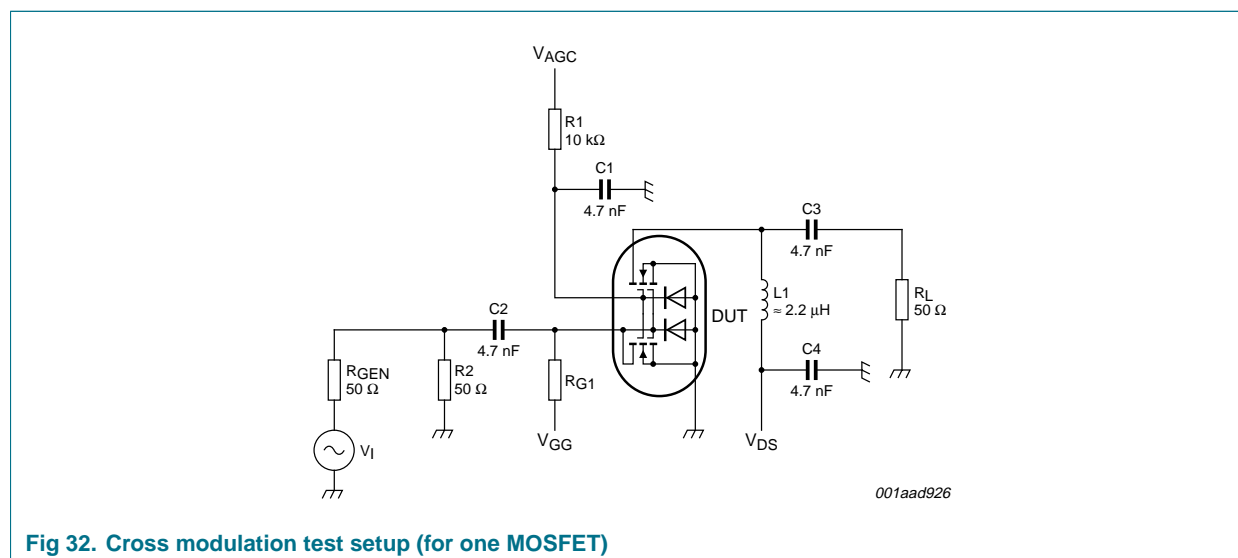 VAGC
R1
10 kΩ
C1
4.7 nF
C3
4.7 nF
L1
≈ 2.2 μH
RL
50 Ω
DUT
C2
4.7 nF
C4
4.7 nF
RGEN
50 Ω
R2
50 Ω
RG1
VI
VGG
VDS
001aad926
Fig 32. Cross modulation test setup (for one MOSFET)